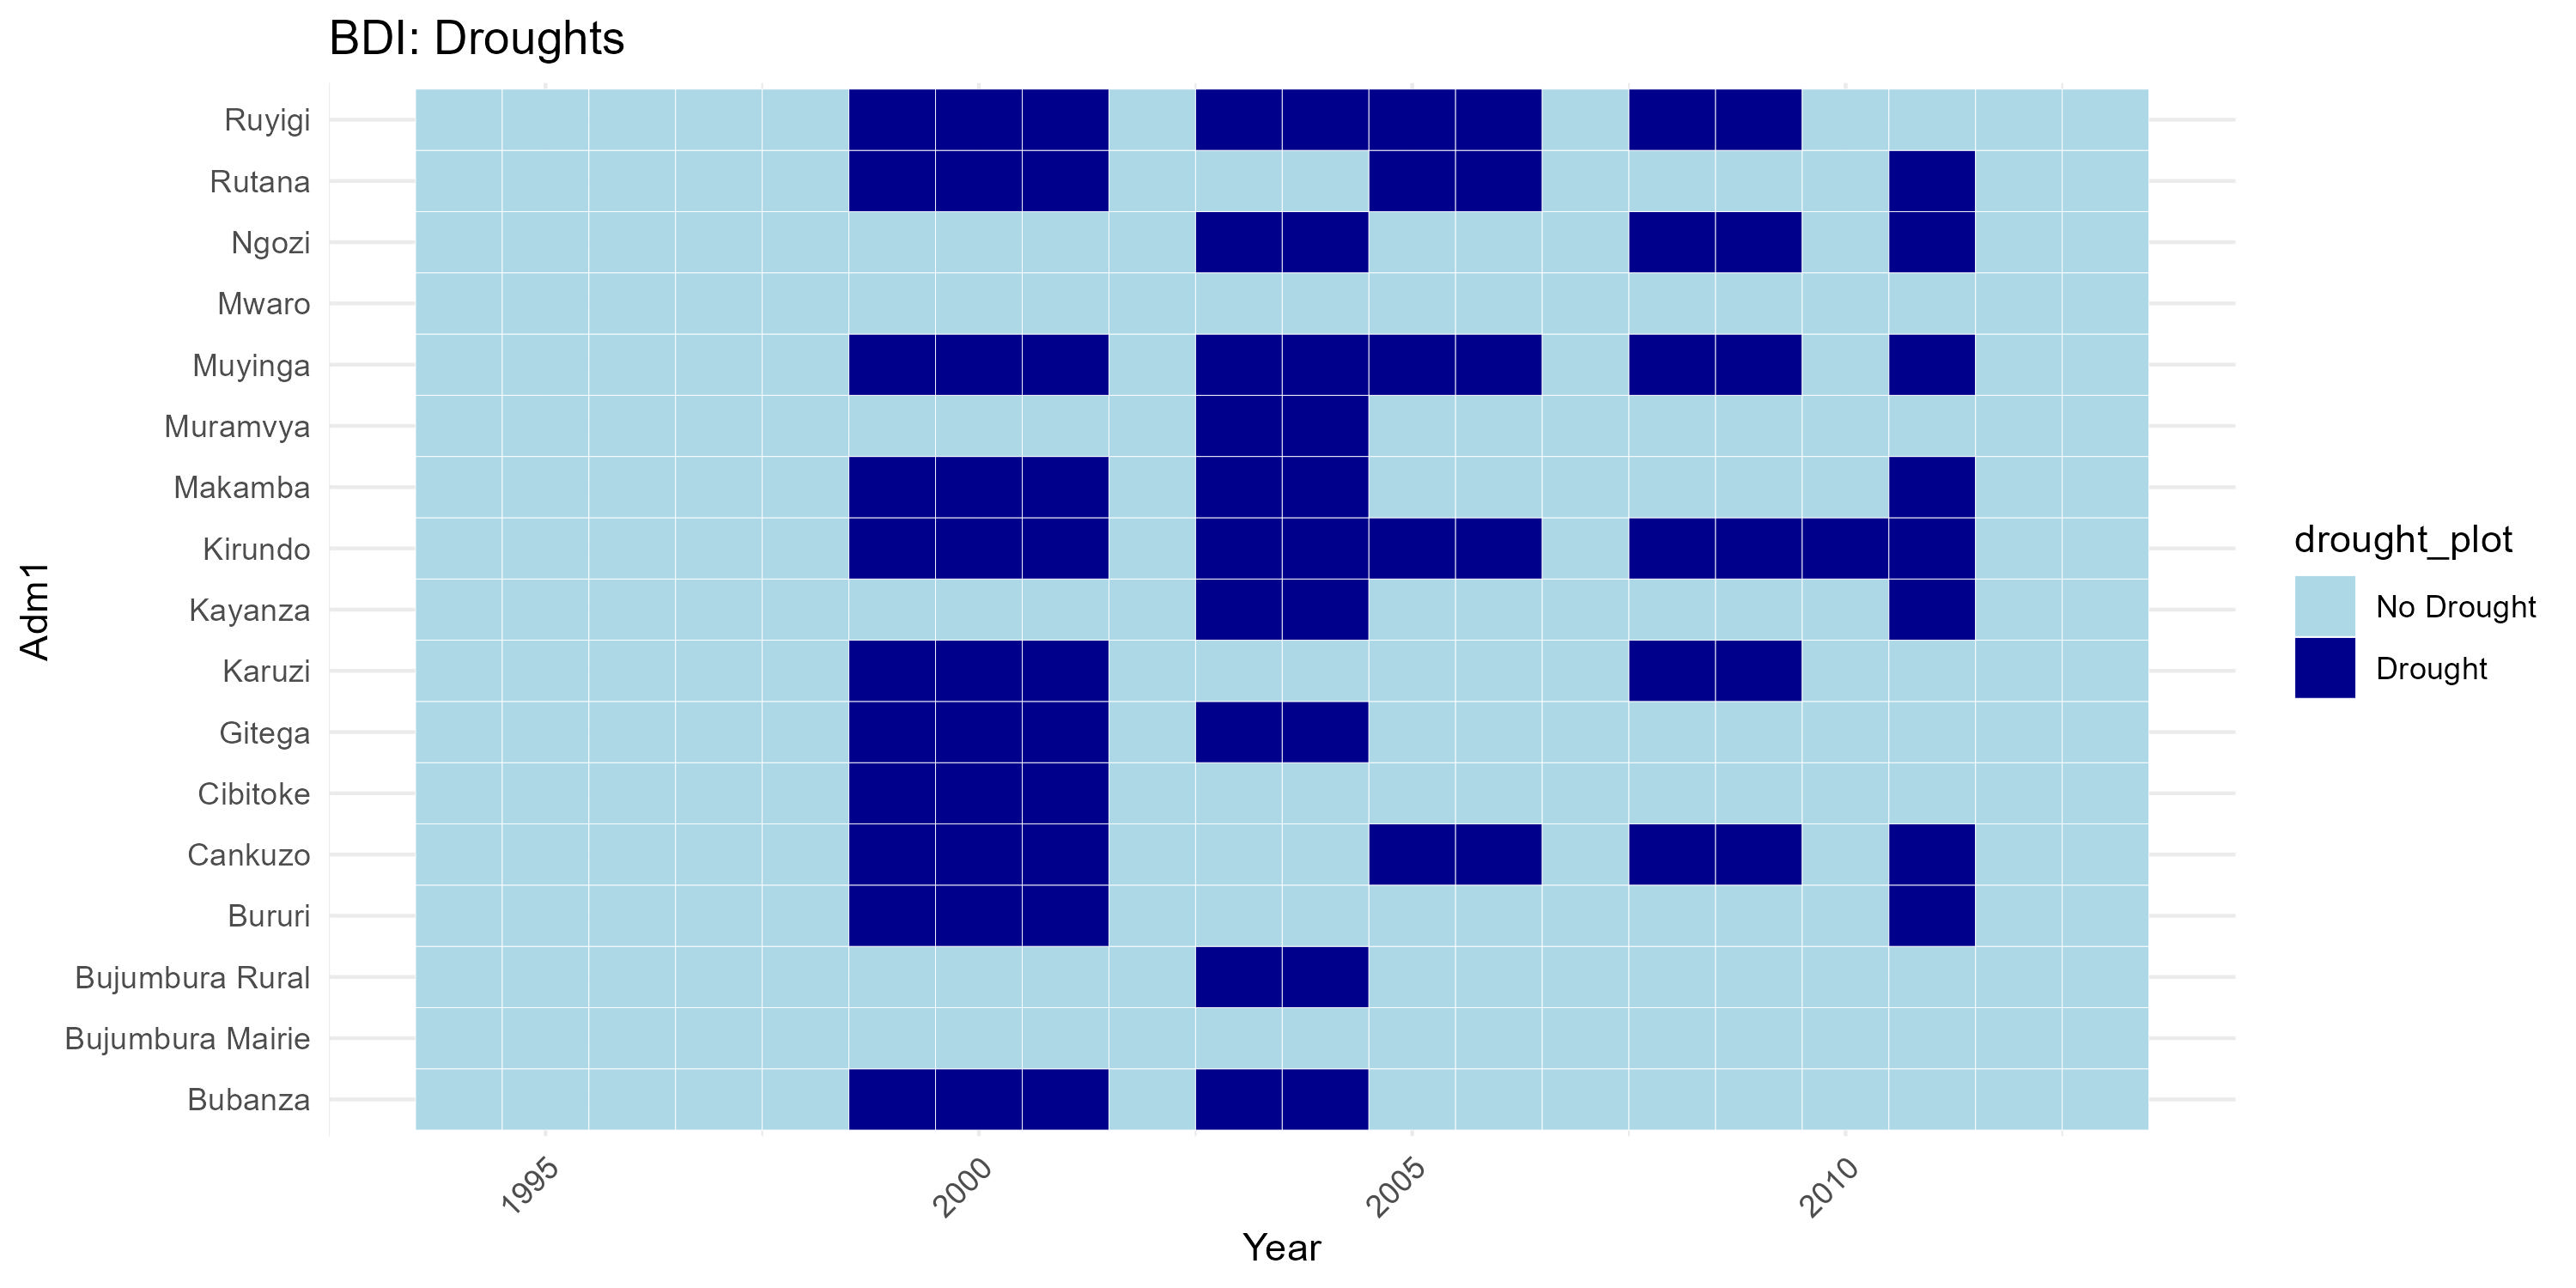 BDI: Droughts
Ruyigi
Rutana
Ngozi
Mwaro
Muyinga
Muramvya
Makamba
Kirundo
Kayanza
Karuzi
Gitega
Cibitoke
Cankuzo
Bururi
Bujumbura Rural
Bujumbura Mairie
Bubanza
Adm1
1995
2000
2005
2010
Year
drought_plot
No Drought
Drought